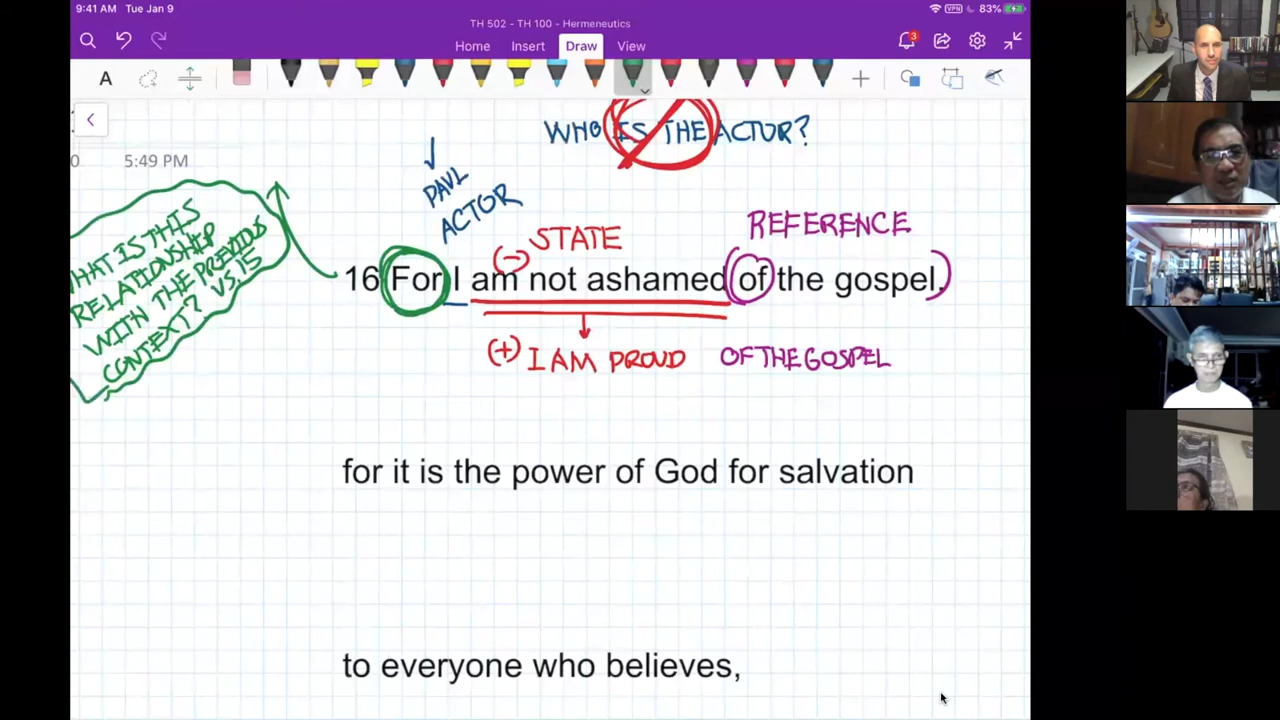 9:41 AM Tue Jan 9
VPN 83%
TH 502 - TH 100 - Hermeneutics
Home Insert Draw View
3
A
0 5:49 PM
WHO IS THE ACTOR?
PAUL
ACTOR
WHAT IS THIS
RELATIONSHIP
WITH THE PREVIOUS
CONTEXT? VS.15
(-) STATE
REFERENCE
16 For I am not ashamed (of the gospel.)
(+) I AM PROUD OF THE GOSPEL
for it is the power of God for salvation
to everyone who believes,